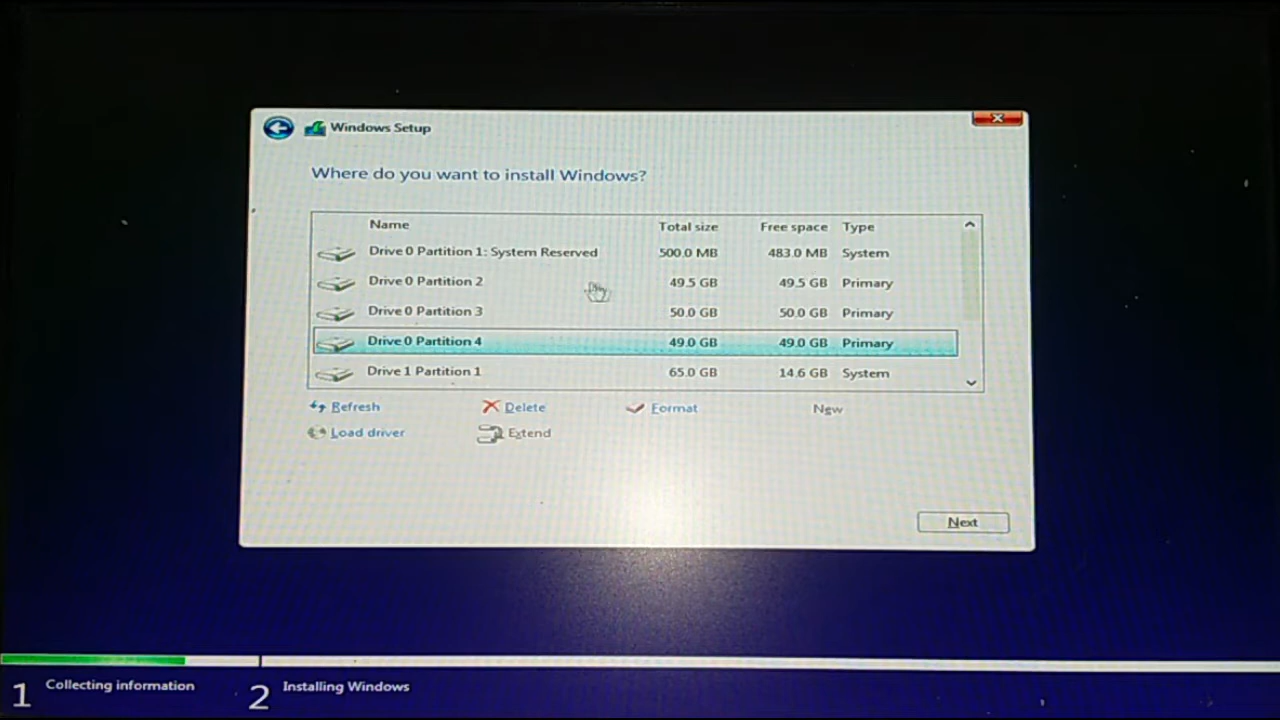 Windows Setup
Where do you want to install Windows?
Name Total size Free space Type
Drive 0 Partition 1: System Reserved 500.0 MB 483.0 MB System
Drive 0 Partition 2 49.5 GB 49.5 GB Primary
Drive 0 Partition 3 50.0 GB 50.0 GB Primary
Drive 0 Partition 4 49.0 GB 49.0 GB Primary
Drive 1 Partition 1 65.0 GB 14.6 GB System
Refresh Delete Format New
Load driver Extend
Next
1 Collecting information 2 Installing Windows